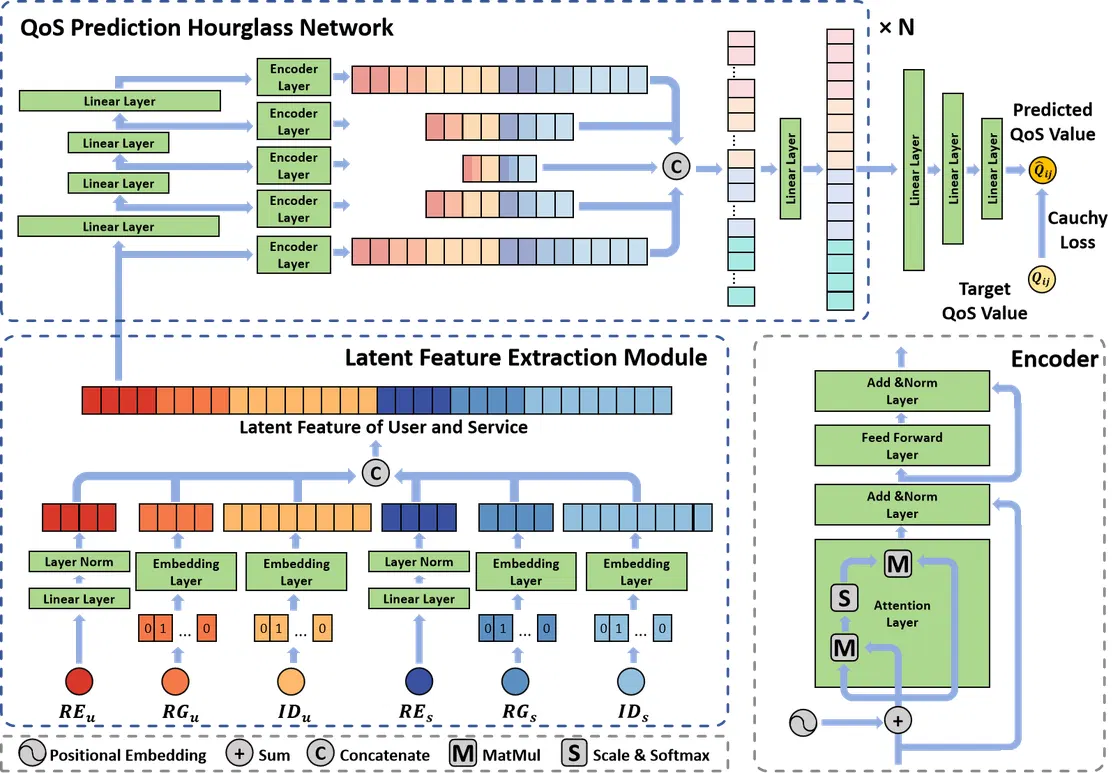 QoS Prediction Hourglass Network
× N
Linear Layer
Linear Layer
Linear Layer
Linear Layer
Encoder
Layer
Encoder
Layer
Encoder
Layer
Encoder
Layer
Encoder
Layer
C
Linear Layer
Linear Layer
Linear Layer
Linear Layer
Predicted
QoS Value
Q̂ij
Cauchy
Loss
Qij
Target
QoS Value
Latent Feature Extraction Module
Latent Feature of User and Service
C
Layer Norm
Linear Layer
Embedding
Layer
Embedding
Layer
Layer Norm
Linear Layer
Embedding
Layer
Embedding
Layer
0 1 ... 0
0 1 ... 0
0 1 ... 0
0 1 ... 0
REu
RGu
IDu
REs
RGs
IDs
Encoder
Add &Norm
Layer
Feed Forward
Layer
Add &Norm
Layer
M
S
Attention
Layer
M
+
Positional Embedding
+ Sum
C Concatenate
M MatMul
S Scale & Softmax